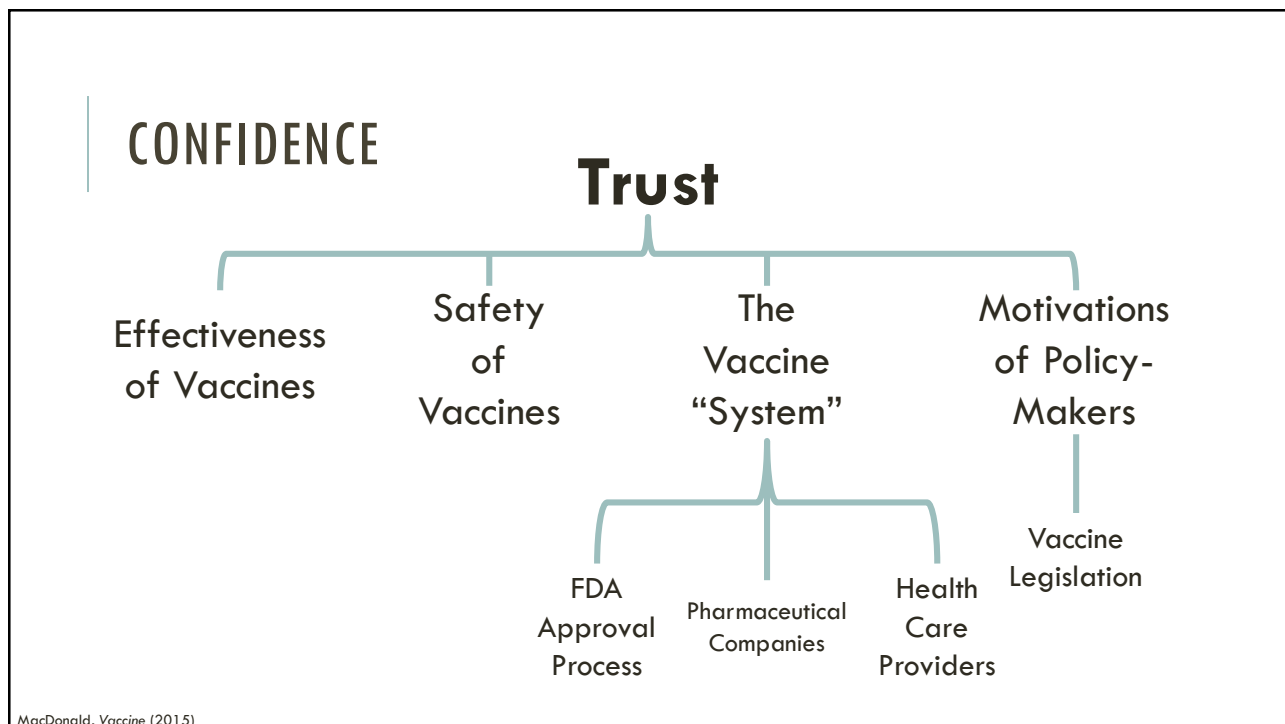 CONFIDENCE
Trust
Effectiveness
of Vaccines
Safety
of
Vaccines
The
Vaccine
“System”
Motivations
of Policy-
Makers
FDA
Approval
Process
Pharmaceutical
Companies
Health
Care
Providers
Vaccine
Legislation
MacDonald. Vaccine (2015)